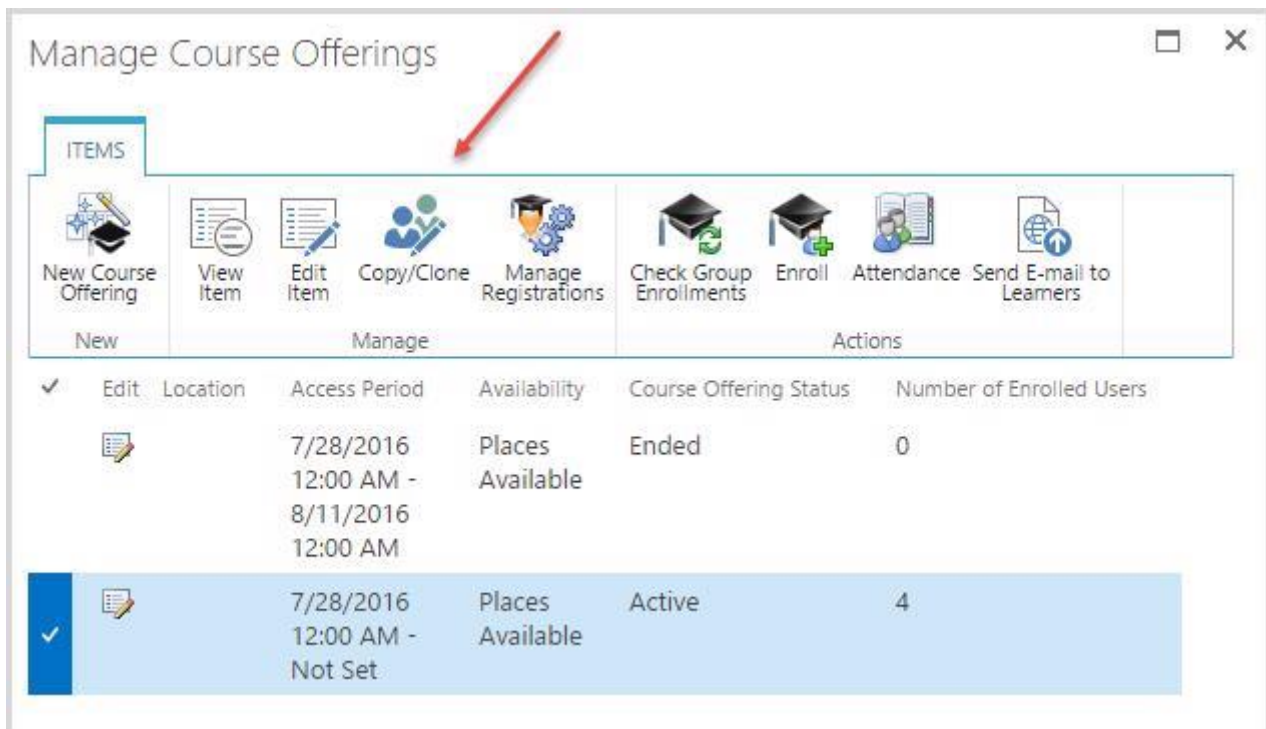 Manage Course Offerings
ITEMS
New Course
Offering
View
Item
Edit
Item
Copy/Clone
Manage
Registrations
Check Group
Enrollments
Enroll
Attendance
Send E-mail to
Learners
New
Manage
Actions
Edit Location Access Period Availability Course Offering Status Number of Enrolled Users
7/28/2016 Places Ended 0
12:00 AM - Available
8/11/2016
12:00 AM
7/28/2016 Places Active 4
12:00 AM - Available
Not Set